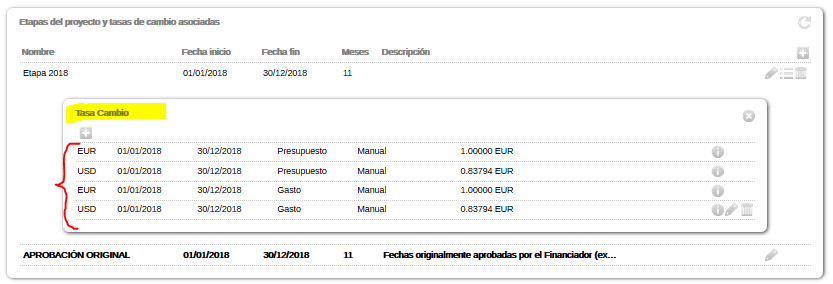 Etapas del proyecto y tasas de cambio asociadas
Nombre Fecha inicio Fecha fin Meses Descripción
Etapa 2018 01/01/2018 30/12/2018 11
Tasa Cambio
EUR 01/01/2018 30/12/2018 Presupuesto Manual 1.00000 EUR
USD 01/01/2018 30/12/2018 Presupuesto Manual 0.83794 EUR
EUR 01/01/2018 30/12/2018 Gasto Manual 1.00000 EUR
USD 01/01/2018 30/12/2018 Gasto Manual 0.83794 EUR
APROBACIÓN ORIGINAL 01/01/2018 30/12/2018 11 Fechas originalmente aprobadas por el Financiador (ex...